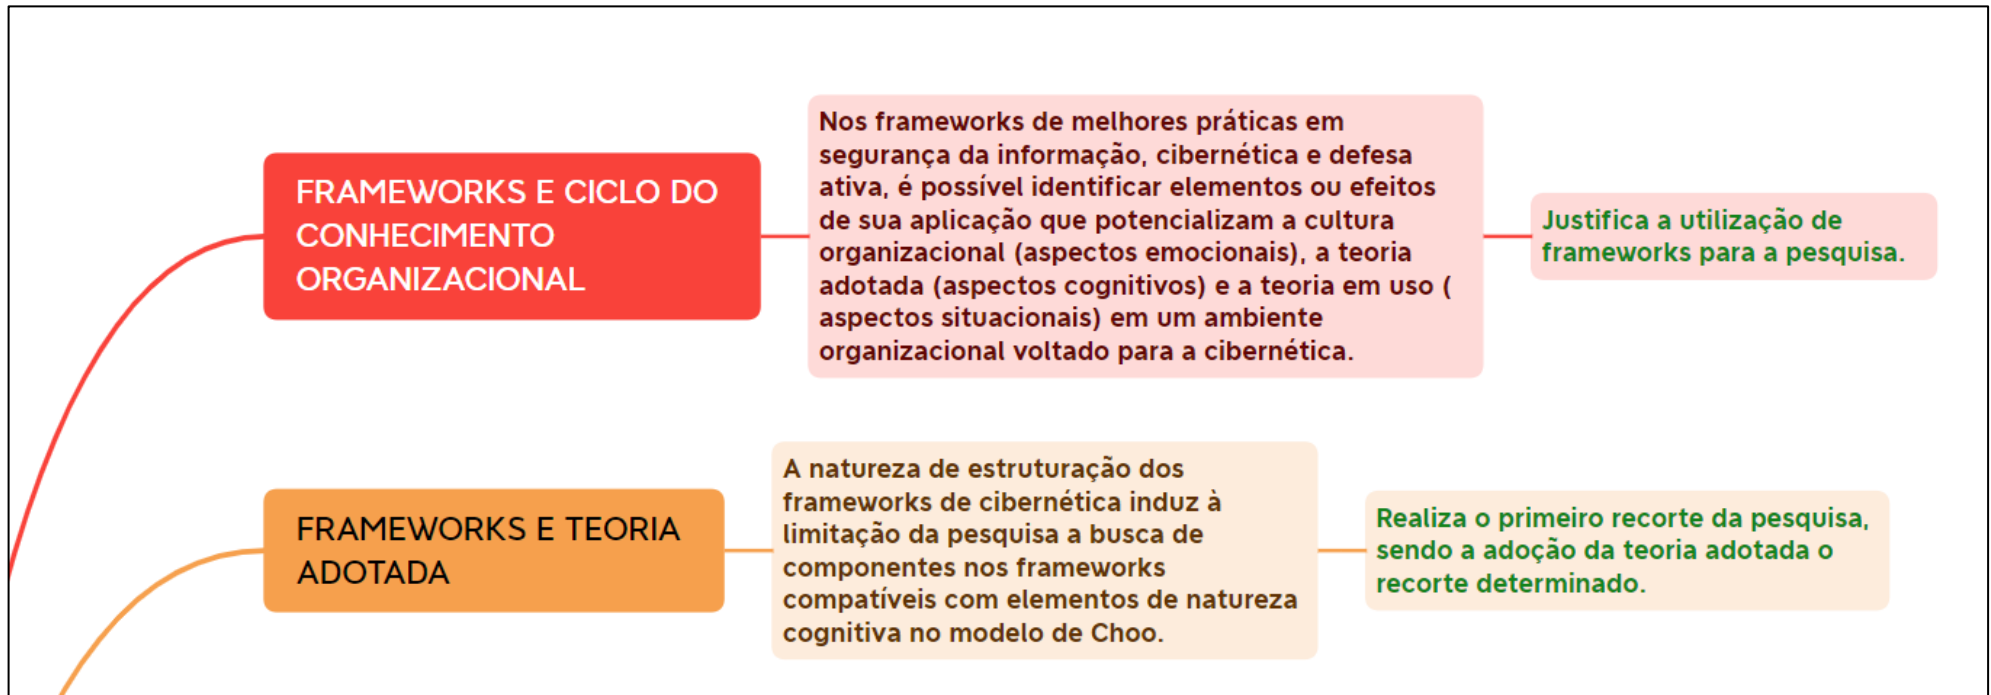 FRAMEWORKS E CICLO DO
CONHECIMENTO
ORGANIZACIONAL
Nos frameworks de melhores práticas em
segurança da informação, cibernética e defesa
ativa, é possível identificar elementos ou efeitos
de sua aplicação que potencializam a cultura
organizacional (aspectos emocionais), a teoria
adotada (aspectos cognitivos) e a teoria em uso (
aspectos situacionais) em um ambiente
organizacional voltado para a cibernética.
Justifica a utilização de
frameworks para a pesquisa.
FRAMEWORKS E TEORIA
ADOTADA
A natureza de estruturação dos
frameworks de cibernética induz à
limitação da pesquisa a busca de
componentes nos frameworks
compatíveis com elementos de natureza
cognitiva no modelo de Choo.
Realiza o primeiro recorte da pesquisa,
sendo a adoção da teoria adotada o
recorte determinado.